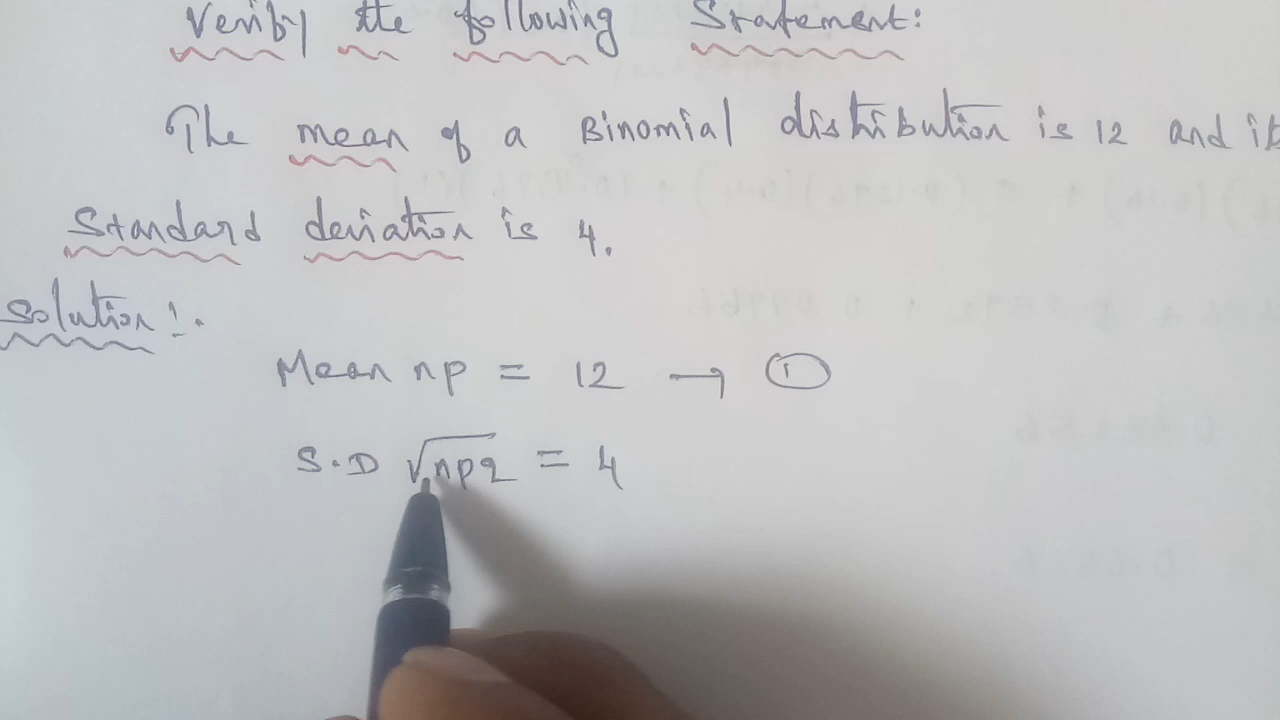 Verify the following Statement:
The mean of a Binomial distribution is 12 and its
Standard deviation is 4.
Solution:-
Mean np = 12 → ①
S.D √npq = 4